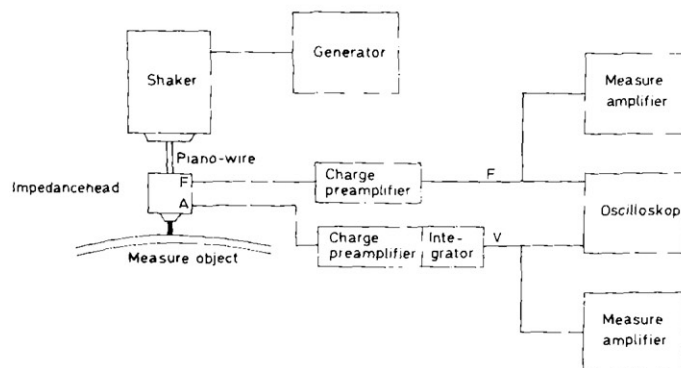 Shaker
Generator
Measure
amplifier
Piano-wire
Impedancehead
F
A
Charge
preamplifier
F
Oscilloskop
Measure object
Charge
preamplifier
Inte-
grator
V
Measure
amplifier